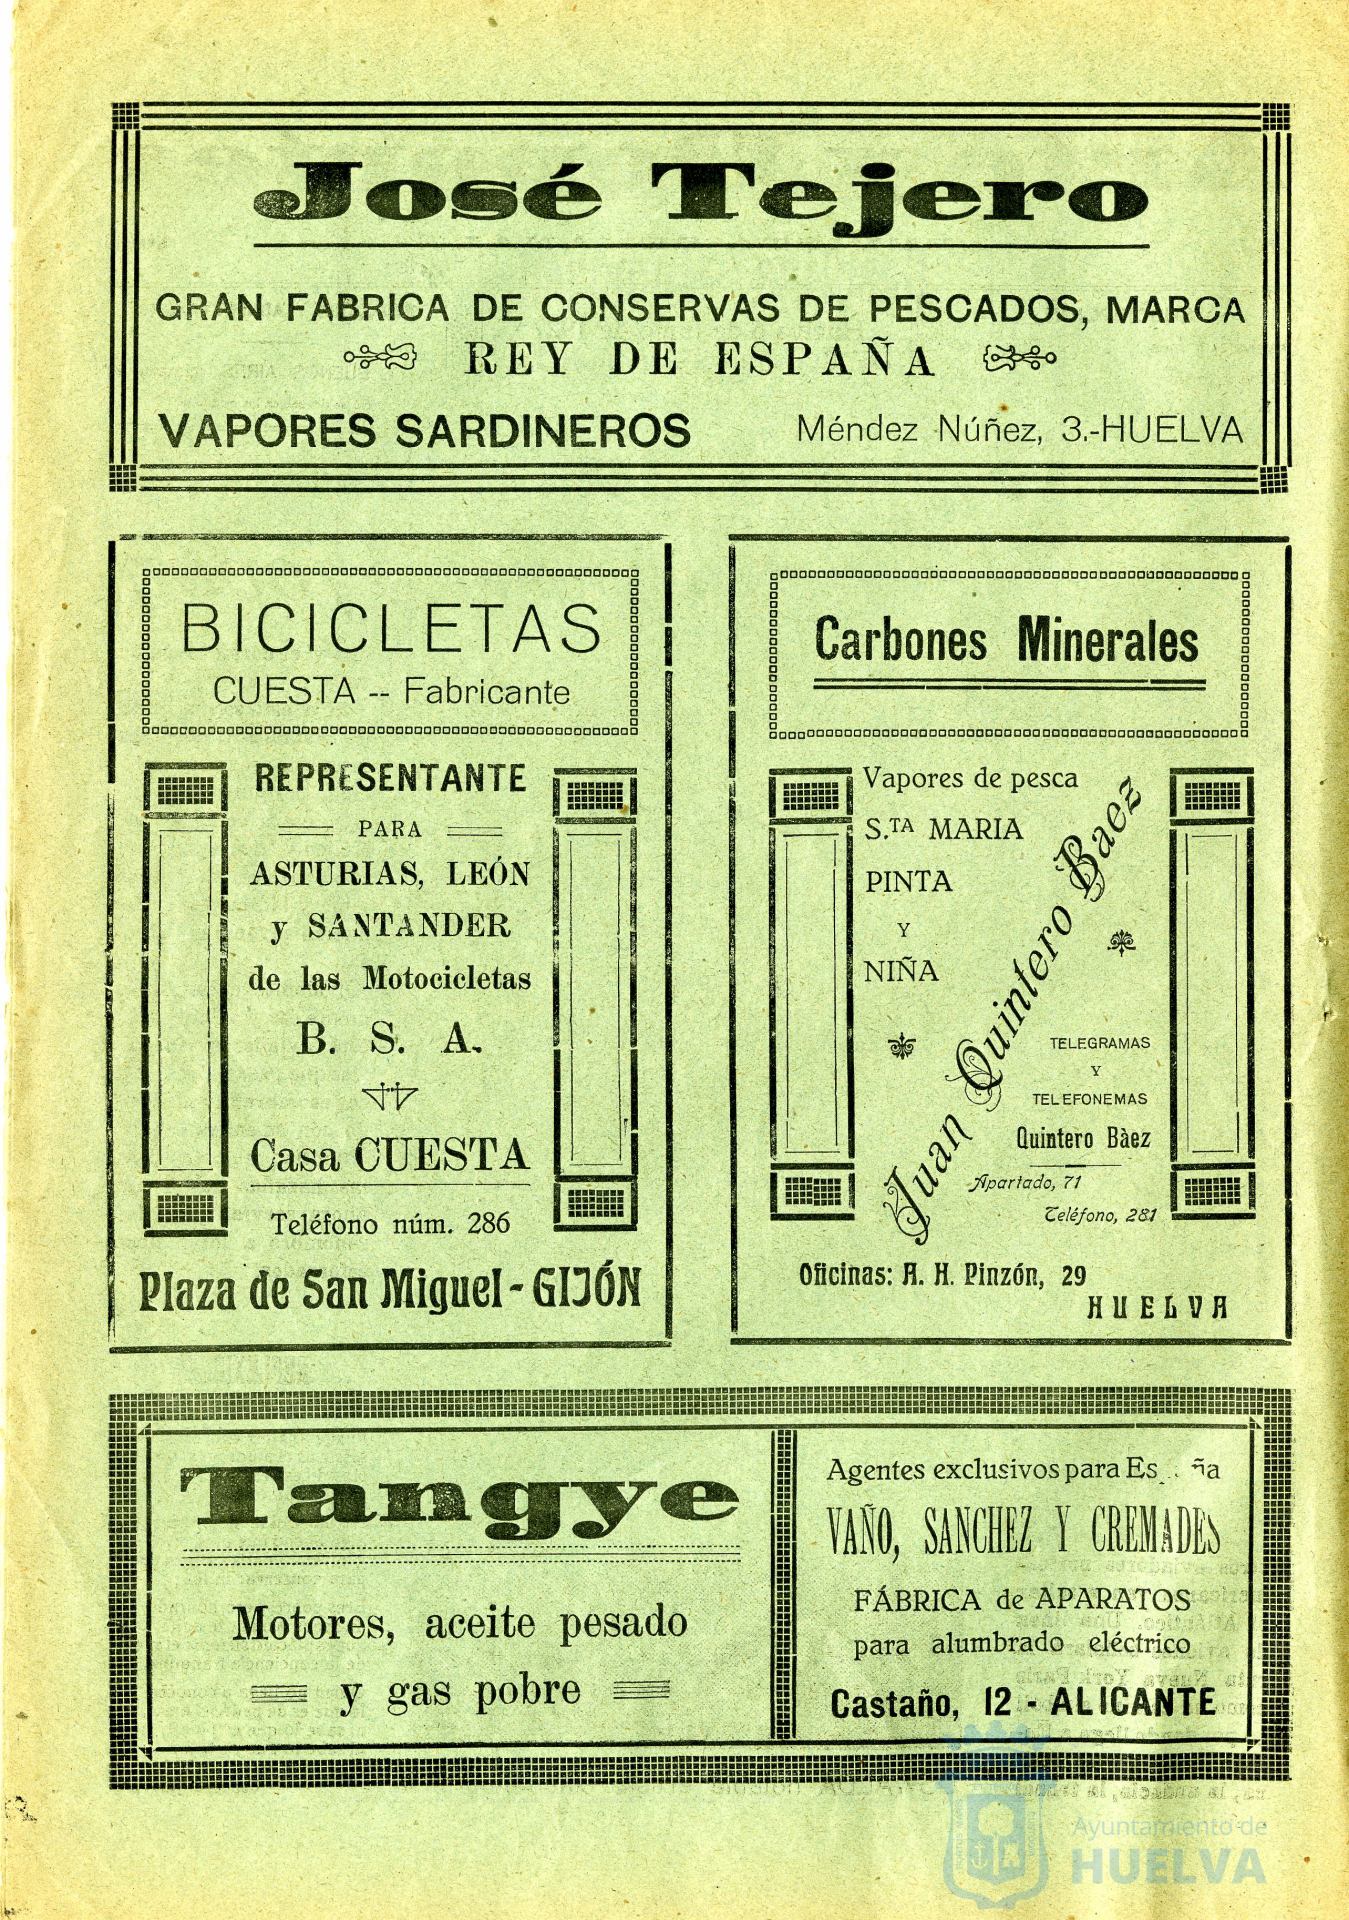 José Tejero
GRAN FABRICA DE CONSERVAS DE PESCADOS, MARCA
REY DE ESPAÑA
VAPORES SARDINEROS Méndez Núñez, 3.-HUELVA
BICICLETAS
CUESTA -- Fabricante
REPRESENTANTE
PARA
ASTURIAS, LEÓN
y SANTANDER
de las Motocicletas
B. S. A.
Casa CUESTA
Teléfono núm. 286
Plaza de San Miguel - GIJÓN
Carbones Minerales
Vapores de pesca
S.TA MARIA
PINTA
Y
NIÑA
Juan Quintero Baez
TELEGRAMAS
Y
TELEFONEMAS
Quintero Bàez
Apartado, 71
Teléfono, 281
Oficinas: A. H. Pinzón, 29
HUELVA
Tangye
Motores, aceite pesado
y gas pobre
Agentes exclusivos para
VAÑO, SANCHEZ Y CREMADES
FÁBRICA de APARATOS
para alumbrado eléctrico
Castaño, 12 - ALICANTE
Ayuntamiento de
HUELVA